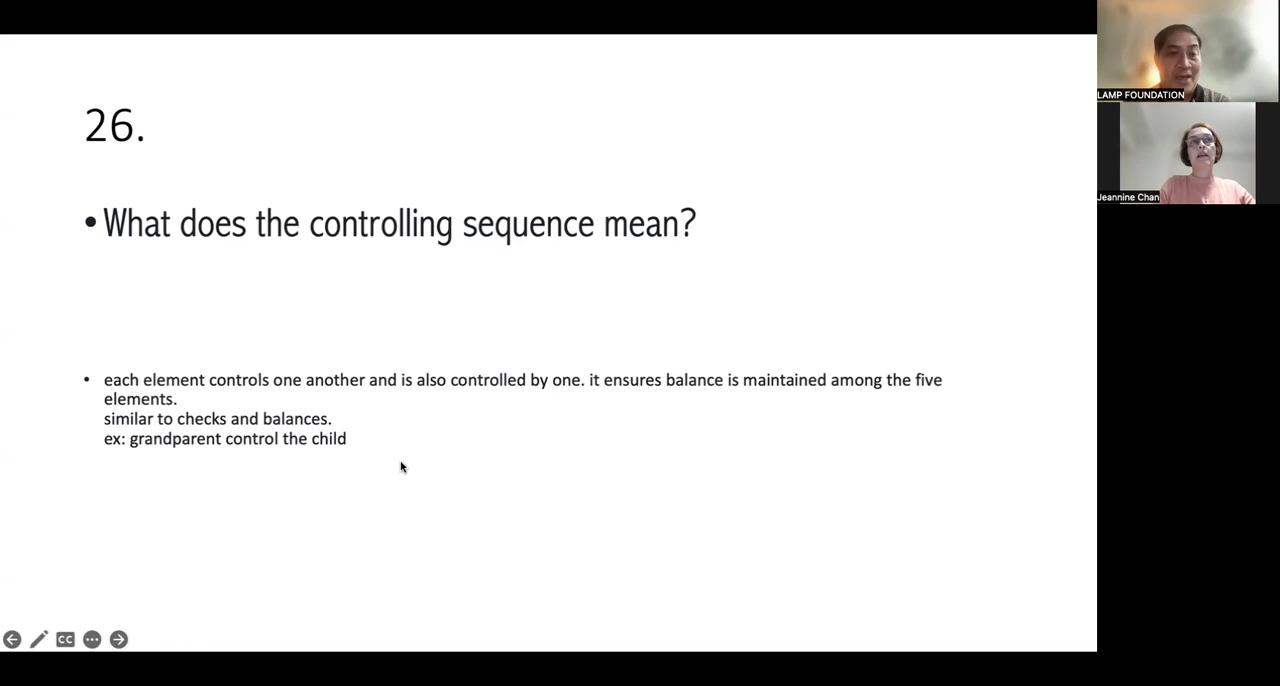 26.
• What does the controlling sequence mean?
• each element controls one another and is also controlled by one. it ensures balance is maintained among the five
elements.
similar to checks and balances.
ex: grandparent control the child
CC
LAMP FOUNDATION
Jeannine Chan